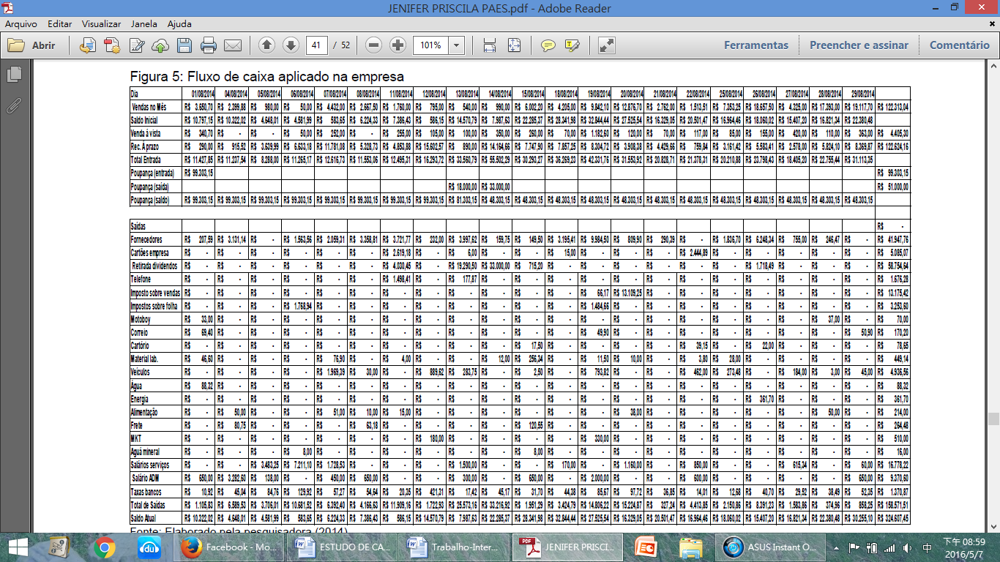 JENIFER PRISCILA PAES.pdf - Adobe Reader
Arquivo Editar Visualizar Janela Ajuda
Abrir 41 / 52 101% Ferramentas Preencher e assinar Comentário
Figura 5: Fluxo de caixa aplicado na empresa
Dia 01/08/2014 04/08/2014 05/08/2014 06/08/2014 07/08/2014 08/08/2014 11/08/2014 12/08/2014 13/08/2014 14/08/2014 15/08/2014 18/08/2014 19/08/2014 20/08/2014 21/08/2014 22/08/2014 25/08/2014 26/08/2014 27/08/2014 28/08/2014 29/08/2014
Vendas no Mês R$ 3.650,70 R$ 2.399,88 R$ 980,00 R$ 50,00 R$ 4.432,00 R$ 2.667,50 R$ 1.760,00 R$ 795,00 R$ 540,00 R$ 990,00 R$ 6.002,20 R$ 4.205,00 R$ 9.842,10 R$ 12.876,70 R$ 2.762,00 R$ 1.513,51 R$ 7.353,25 R$ 18.657,50 R$ 4.325,00 R$ 17.393,00 R$ 19.117,70 R$ 122.313,04
Saldo Inicial R$ 10.797,15 R$ 10.322,02 R$ 4.648,01 R$ 4.581,99 R$ 583,65 R$ 6.224,33 R$ 7.386,43 R$ 586,15 R$ 14.570,79 R$ 7.987,63 R$ 22.285,37 R$ 28.341,98 R$ 32.844,44 R$ 27.525,54 R$ 16.329,05 R$ 20.501,47 R$ 16.964,46 R$ 18.060,02 R$ 15.407,20 R$ 16.821,34 R$ 22.380,48
Venda á vista R$ 340,70 R$ - R$ - R$ 50,00 R$ 252,00 R$ - R$ 255,00 R$ 105,00 R$ 100,00 R$ 350,00 R$ 260,00 R$ 70,00 R$ 1.182,60 R$ 120,00 R$ 70,00 R$ 117,00 R$ 85,00 R$ 155,00 R$ 420,00 R$ 110,00 R$ 363,00 R$ 4.405,30
Rec. Á prazo R$ 290,00 R$ 915,52 R$ 3.639,99 R$ 6.633,18 R$ 11.781,08 R$ 5.328,73 R$ 4.853,88 R$ 15.602,57 R$ 890,00 R$ 14.164,66 R$ 7.747,90 R$ 7.857,25 R$ 8.304,72 R$ 3.908,38 R$ 4.429,66 R$ 759,84 R$ 3.161,42 R$ 5.583,41 R$ 2.578,00 R$ 5.824,10 R$ 8.369,87 R$ 122.624,16
Total Entrada R$ 11.427,85 R$ 11.237,54 R$ 8.288,00 R$ 11.265,17 R$ 12.616,73 R$ 11.553,06 R$ 12.495,31 R$ 16.293,72 R$ 33.560,79 R$ 55.502,29 R$ 30.293,27 R$ 36.269,23 R$ 42.331,76 R$ 31.553,92 R$ 20.828,71 R$ 21.378,31 R$ 20.210,88 R$ 23.798,43 R$ 18.405,20 R$ 22.755,44 R$ 31.113,35
Poupança (entrada) R$ 99.303,15 R$ 99.303,15
Poupança (saída) R$ 18.000,00 R$ 33.000,00 R$ 51.000,00
Poupança (saldo) R$ 99.303,15 R$ 99.303,15 R$ 99.303,15 R$ 99.303,15 R$ 99.303,15 R$ 99.303,15 R$ 99.303,15 R$ 99.303,15 R$ 81.303,15 R$ 48.303,15 R$ 48.303,15 R$ 48.303,15 R$ 48.303,15 R$ 48.303,15 R$ 48.303,15 R$ 48.303,15 R$ 48.303,15 R$ 48.303,15 R$ 48.303,15 R$ 48.303,15 R$ 48.303,15
Saídas R$ -
Fornecedores R$ 207,59 R$ 3.131,14 R$ - R$ 1.563,56 R$ 2.059,31 R$ 3.358,81 R$ 3.721,77 R$ 232,00 R$ 3.997,62 R$ 159,75 R$ 149,50 R$ 3.195,41 R$ 9.984,50 R$ 809,90 R$ 290,39 R$ - R$ 1.836,70 R$ 6.248,34 R$ 755,00 R$ 246,47 R$ - R$ 41.947,76
Cartões empresa R$ - R$ - R$ - R$ - R$ - R$ - R$ 2.619,18 R$ - R$ 6,00 R$ - R$ - R$ 15,00 R$ - R$ - R$ - R$ 2.444,89 R$ - R$ - R$ - R$ - R$ - R$ 5.085,07
Retirada dividendos R$ - R$ - R$ - R$ - R$ - R$ - R$ 4.030,45 R$ - R$ 19.290,50 R$ 33.000,00 R$ 715,20 R$ - R$ - R$ - R$ - R$ - R$ - R$ 1.718,49 R$ - R$ - R$ - R$ 58.754,64
Telefone R$ - R$ - R$ - R$ - R$ - R$ - R$ 1.498,41 R$ - R$ 177,87 R$ - R$ - R$ - R$ - R$ - R$ - R$ - R$ - R$ - R$ - R$ - R$ - R$ 1.676,28
Imposto sobre vendas R$ - R$ - R$ - R$ - R$ - R$ - R$ - R$ - R$ - R$ - R$ - R$ - R$ 66,17 R$ 13.109,25 R$ - R$ - R$ - R$ - R$ - R$ - R$ - R$ 13.175,42
Impostos sobre folha R$ - R$ - R$ - R$ 1.768,94 R$ - R$ - R$ - R$ - R$ - R$ - R$ - R$ - R$ 1.484,66 R$ - R$ - R$ - R$ - R$ - R$ - R$ - R$ - R$ 3.253,60
Motoboy R$ 33,00 R$ - R$ - R$ - R$ - R$ - R$ - R$ - R$ - R$ - R$ - R$ - R$ - R$ - R$ - R$ - R$ - R$ - R$ - R$ 37,00 R$ - R$ 70,00
Correio R$ 69,40 R$ - R$ - R$ - R$ - R$ - R$ - R$ - R$ - R$ - R$ - R$ - R$ 49,90 R$ - R$ - R$ - R$ - R$ - R$ - R$ - R$ 50,90 R$ 170,20
Cartório R$ - R$ - R$ - R$ - R$ - R$ - R$ - R$ - R$ - R$ - R$ 17,50 R$ - R$ - R$ - R$ - R$ 39,15 R$ - R$ 22,00 R$ - R$ - R$ - R$ 78,65
Material lab. R$ 46,60 R$ - R$ - R$ - R$ 76,90 R$ - R$ 4,00 R$ - R$ - R$ 12,00 R$ 256,34 R$ - R$ 11,50 R$ 10,00 R$ - R$ 3,80 R$ 28,00 R$ - R$ - R$ - R$ - R$ 449,14
Veículos R$ - R$ - R$ - R$ - R$ 1.969,39 R$ 30,00 R$ - R$ 889,62 R$ 283,75 R$ - R$ 2,50 R$ - R$ 793,82 R$ - R$ - R$ 462,00 R$ 273,48 R$ - R$ 184,00 R$ 3,00 R$ 45,00 R$ 4.936,56
Água R$ 88,32 R$ - R$ - R$ - R$ - R$ - R$ - R$ - R$ - R$ - R$ - R$ - R$ - R$ - R$ - R$ - R$ - R$ - R$ - R$ - R$ - R$ 88,32
Energia R$ - R$ - R$ - R$ - R$ - R$ - R$ - R$ - R$ - R$ - R$ - R$ - R$ - R$ - R$ - R$ - R$ - R$ 361,70 R$ - R$ - R$ - R$ 361,70
Alimentação R$ - R$ 50,00 R$ - R$ - R$ 51,00 R$ 10,00 R$ 15,00 R$ - R$ - R$ - R$ - R$ - R$ - R$ 38,00 R$ - R$ - R$ - R$ - R$ - R$ 50,00 R$ - R$ 214,00
Frete R$ - R$ 80,75 R$ - R$ - R$ - R$ 63,18 R$ - R$ - R$ - R$ - R$ 120,55 R$ - R$ - R$ - R$ - R$ - R$ - R$ - R$ - R$ - R$ - R$ 264,48
MKT R$ - R$ - R$ - R$ - R$ - R$ - R$ - R$ 180,00 R$ - R$ - R$ - R$ - R$ 330,00 R$ - R$ - R$ - R$ - R$ - R$ - R$ - R$ - R$ 510,00
Aguá mineral R$ - R$ - R$ - R$ 8,00 R$ - R$ - R$ - R$ - R$ - R$ - R$ 8,00 R$ - R$ - R$ - R$ - R$ - R$ - R$ - R$ - R$ - R$ - R$ 16,00
Salários serviços R$ - R$ - R$ 3.483,25 R$ 7.211,10 R$ 1.728,53 R$ - R$ - R$ - R$ 1.500,00 R$ - R$ - R$ 170,00 R$ - R$ 1.160,00 R$ - R$ 850,00 R$ - R$ - R$ 615,34 R$ - R$ 60,00 R$ 16.778,22
Salário ADM R$ 650,00 R$ 3.282,60 R$ 138,00 R$ - R$ 450,00 R$ 650,00 R$ - R$ - R$ 300,00 R$ - R$ 650,00 R$ - R$ 2.000,00 R$ - R$ - R$ 600,00 R$ - R$ - R$ - R$ - R$ 650,00 R$ 9.370,60
Taxas bancos R$ 10,92 R$ 45,04 R$ 84,76 R$ 129,92 R$ 57,27 R$ 54,64 R$ 20,35 R$ 421,31 R$ 17,42 R$ 45,17 R$ 31,70 R$ 44,38 R$ 85,67 R$ 97,72 R$ 36,85 R$ 14,01 R$ 12,68 R$ 40,70 R$ 29,52 R$ 38,49 R$ 52,35 R$ 1.370,87
Total de Saídas R$ 1.105,83 R$ 6.589,53 R$ 3.706,01 R$ 10.681,52 R$ 6.392,40 R$ 4.166,63 R$ 11.909,16 R$ 1.722,93 R$ 25.573,16 R$ 33.216,92 R$ 1.951,29 R$ 3.424,79 R$ 14.806,22 R$ 15.224,87 R$ 327,24 R$ 4.413,85 R$ 2.150,86 R$ 8.391,23 R$ 1.583,86 R$ 374,96 R$ 858,25 R$ 158.571,51
Saldo Atual R$ 10.322,02 R$ 4.648,01 R$ 4.581,99 R$ 583,65 R$ 6.224,33 R$ 7.386,43 R$ 586,15 R$ 14.570,79 R$ 7.987,63 R$ 22.285,37 R$ 28.341,98 R$ 32.844,44 R$ 27.525,54 R$ 16.329,05 R$ 20.501,47 R$ 16.964,46 R$ 18.060,02 R$ 15.407,20 R$ 16.821,34 R$ 22.380,48 R$ 30.255,10 R$ 324.607,45
Fonte: Elaborado pela pesquisadora (2014)
du Facebook - Mo... ESTUDO DE CA... Trabalho-Inter... JENIFER PRISCI... ASUS Instant O... 中 下午 08:59
2016/5/7